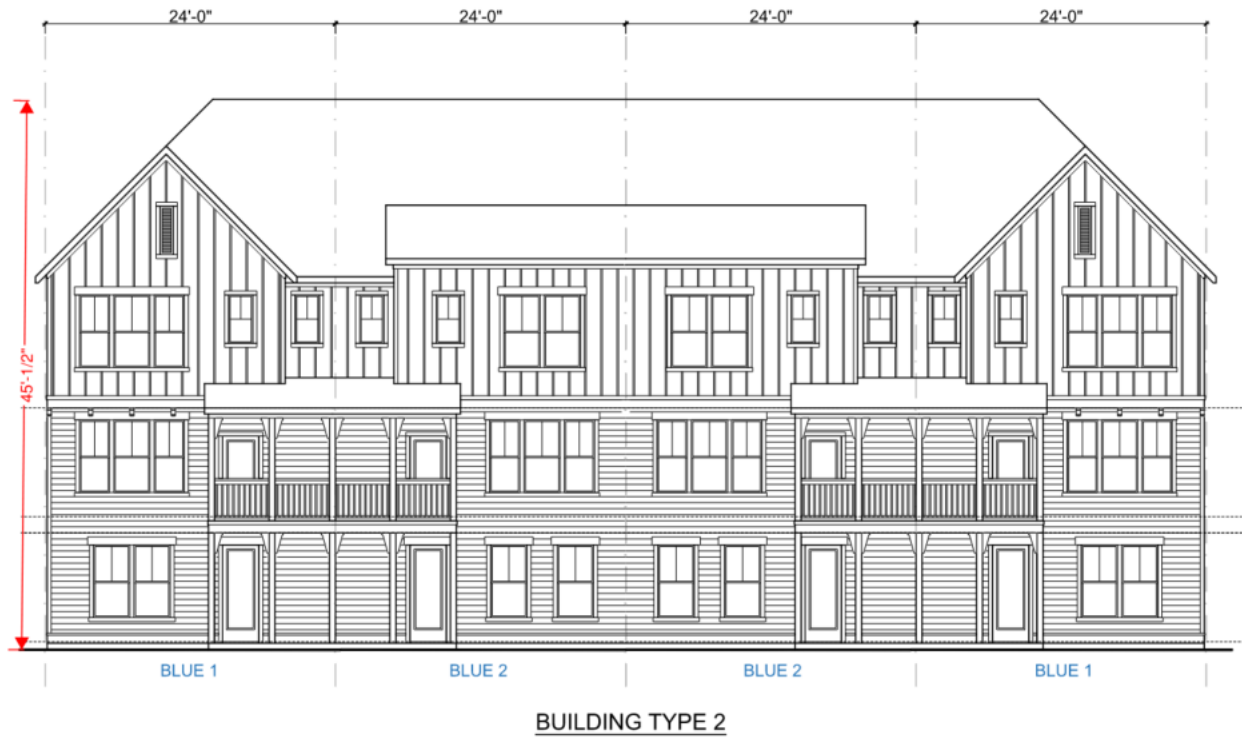 24'-0" 24'-0" 24'-0" 24'-0"
45'-1/2"
BLUE 1 BLUE 2 BLUE 2 BLUE 1
BUILDING TYPE 2